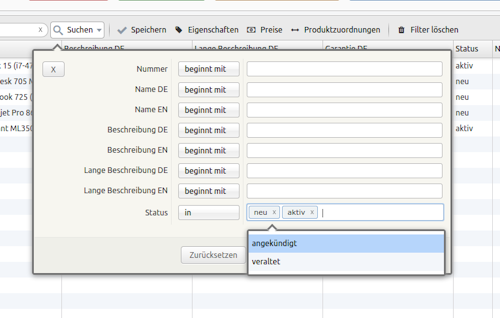 x Suchen Speichern Eigenschaften Preise Produktzuordnungen Filter löschen
Beschreibung DE Lange Beschreibung DE Garantie DE Status N
15 (i7-47 aktiv
esk 705 M neu
ook 725 ( neu
jet Pro 86 neu
nt ML350 aktiv
X
Nummer beginnt mit
Name DE beginnt mit
Name EN beginnt mit
Beschreibung DE beginnt mit
Beschreibung EN beginnt mit
Lange Beschreibung DE beginnt mit
Lange Beschreibung EN beginnt mit
Status in neu x aktiv x
angekündigt
veraltet
Zurücksetzen